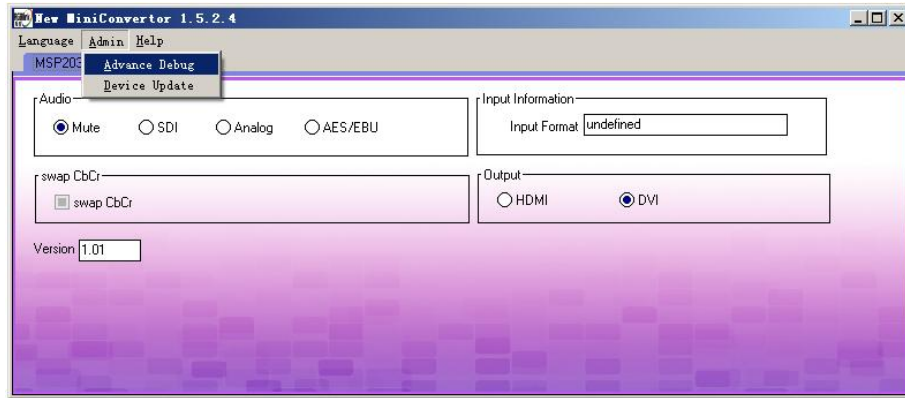 New MiniConvertor 1.5.2.4
Language Admin Help
MSP203
Advance Debug
Device Update
Audio
Mute SDI Analog AES/EBU
Input Information
Input Format undefined
swap CbCr
swap CbCr
Output
HDMI DVI
Version 1.01